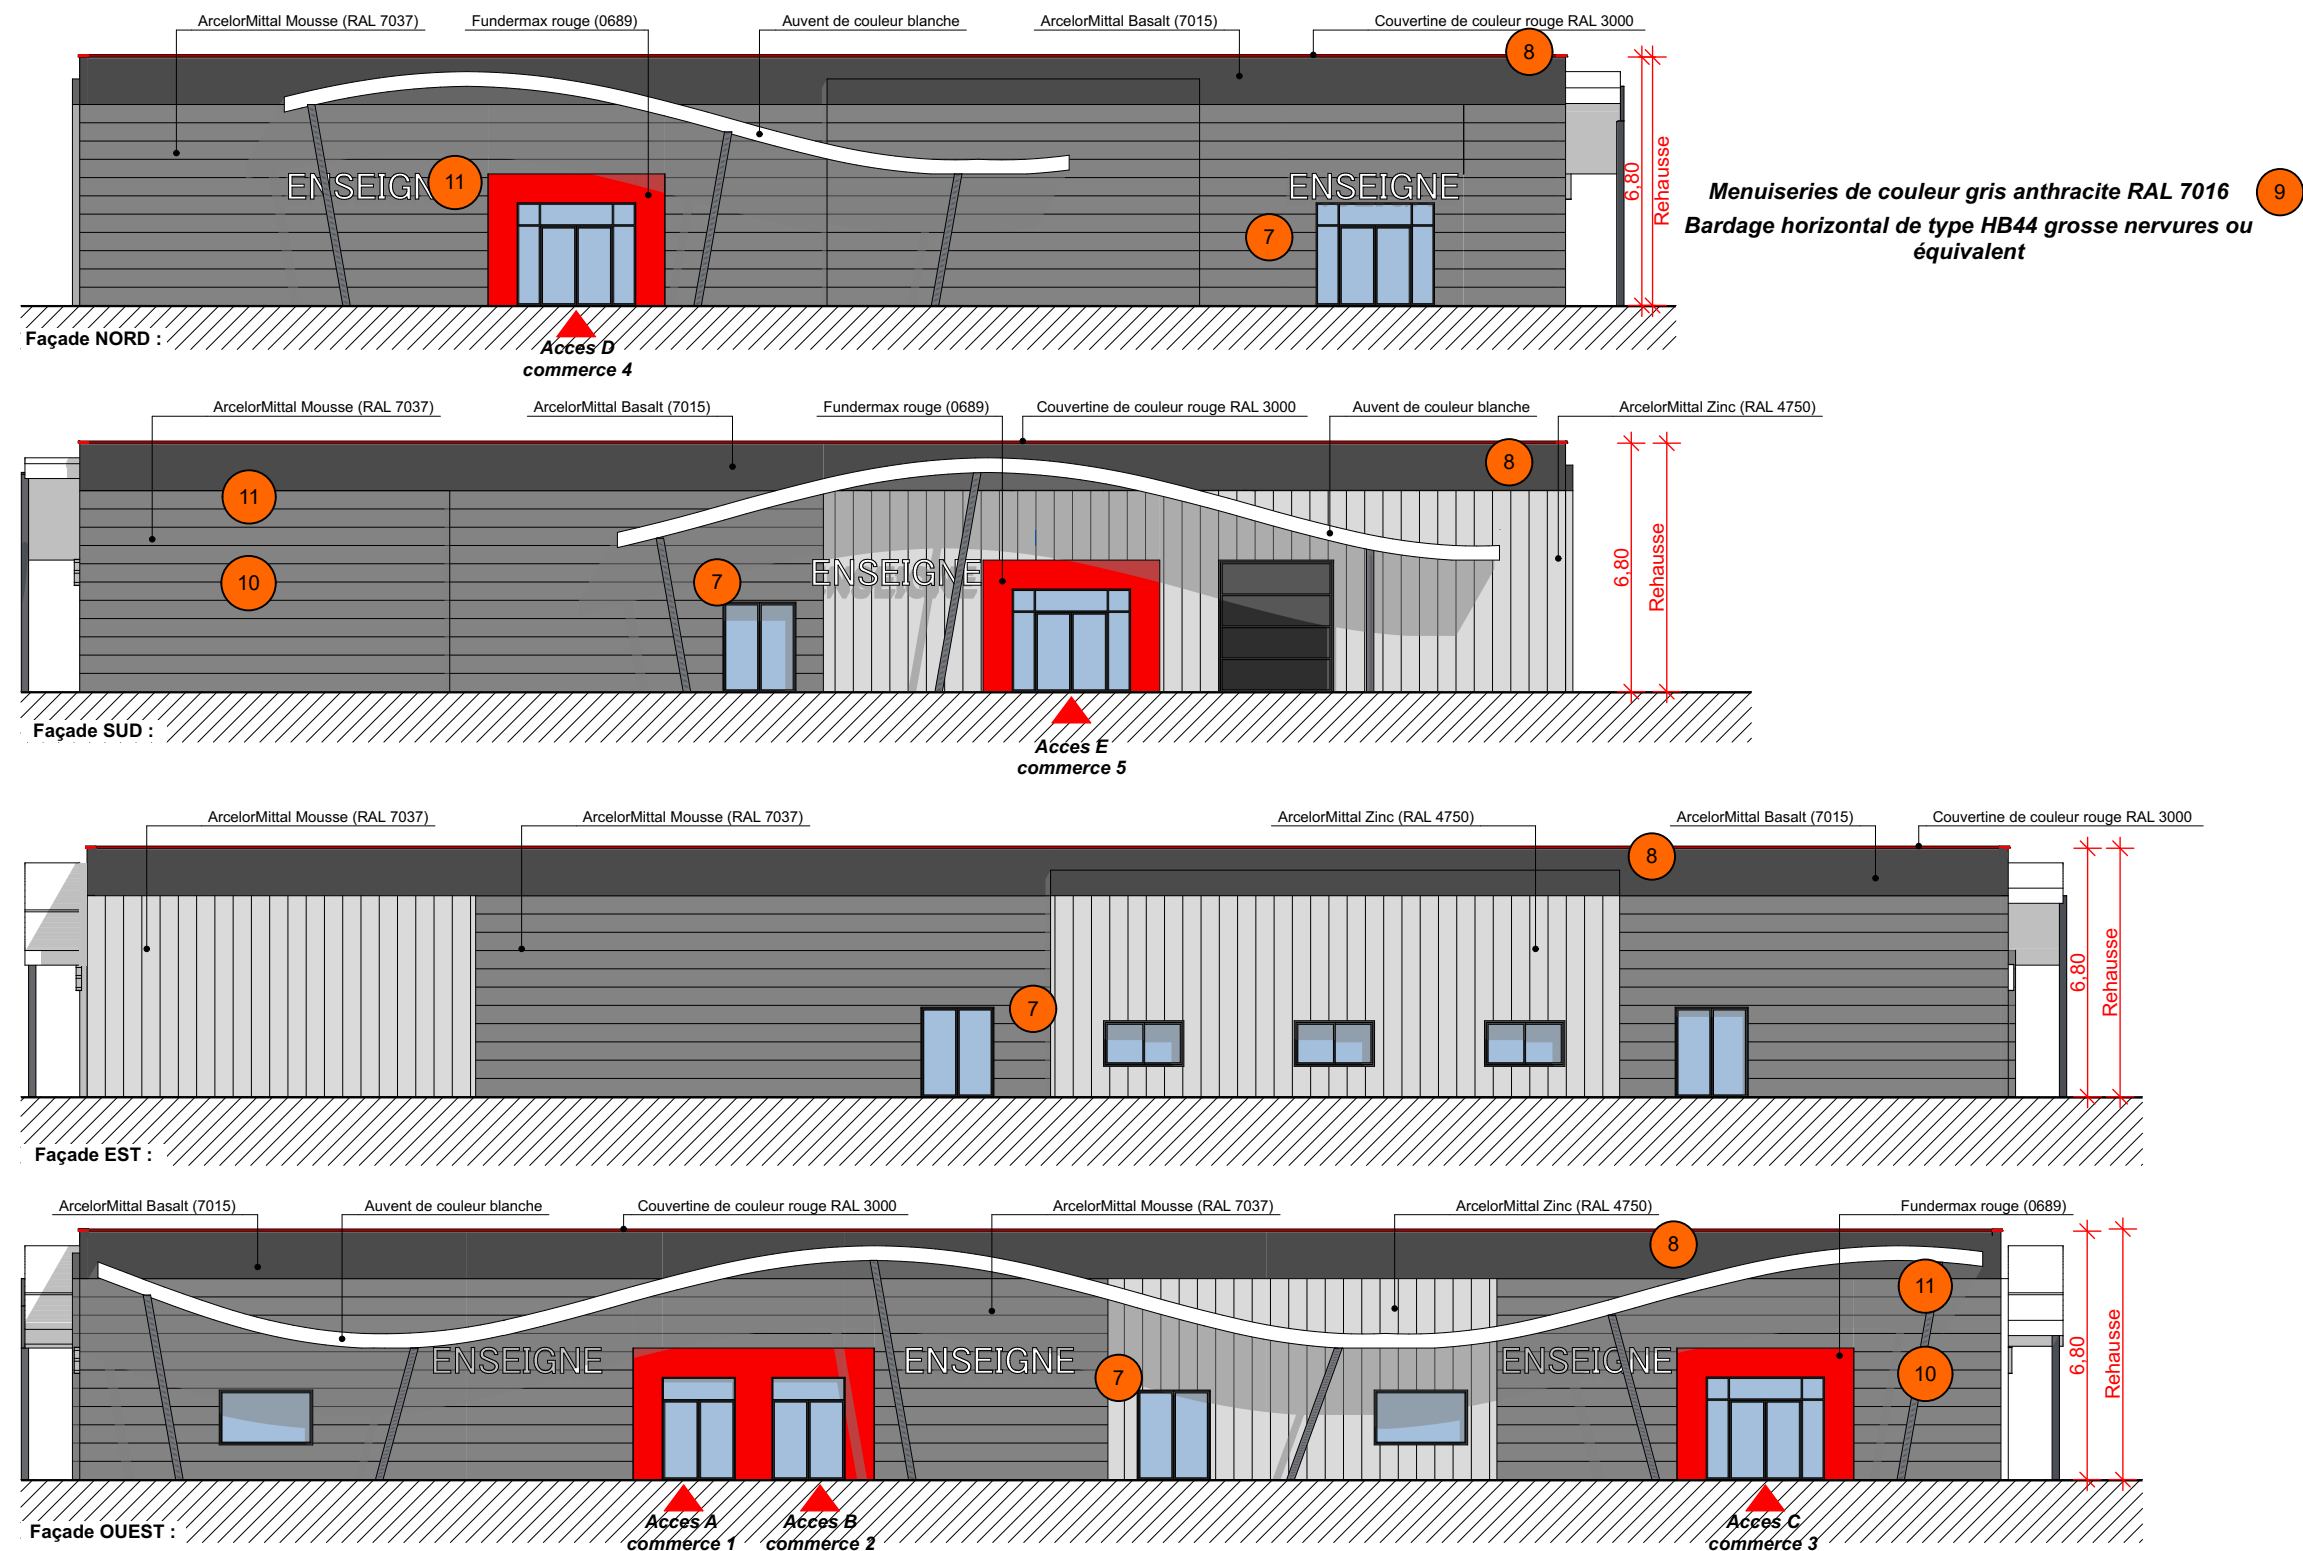 ArcelorMittal Mousse (RAL 7037)
Fundermax rouge (0689)
Auvent de couleur blanche
ArcelorMittal Basalt (7015)
Couvertine de couleur rouge RAL 3000
8
ENSEIGNE
11
ENSEIGNE
7
6,80
Rehausse
Menuiseries de couleur gris anthracite RAL 7016
9
Bardage horizontal de type HB44 grosse nervures ou
équivalent
Façade NORD :
Acces D
commerce 4
ArcelorMittal Mousse (RAL 7037)
ArcelorMittal Basalt (7015)
Fundermax rouge (0689)
Couvertine de couleur rouge RAL 3000
Auvent de couleur blanche
ArcelorMittal Zinc (RAL 4750)
8
11
10
7
ENSEIGNE
6,80
Rehausse
Façade SUD :
Acces E
commerce 5
ArcelorMittal Mousse (RAL 7037)
ArcelorMittal Mousse (RAL 7037)
ArcelorMittal Zinc (RAL 4750)
ArcelorMittal Basalt (7015)
Couvertine de couleur rouge RAL 3000
8
7
6,80
Rehausse
Façade EST :
ArcelorMittal Basalt (7015)
Auvent de couleur blanche
Couvertine de couleur rouge RAL 3000
ArcelorMittal Mousse (RAL 7037)
ArcelorMittal Zinc (RAL 4750)
Fundermax rouge (0689)
8
11
ENSEIGNE
ENSEIGNE
7
ENSEIGNE
10
6,80
Rehausse
Façade OUEST :
Acces A
commerce 1
Acces B
commerce 2
Acces C
commerce 3